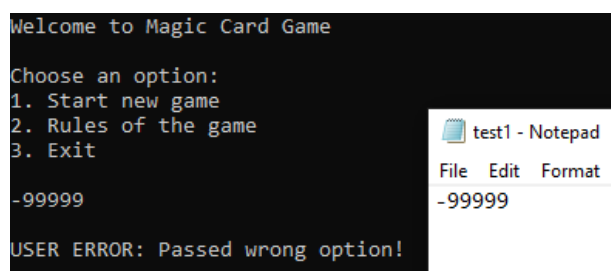 Welcome to Magic Card Game
Choose an option:
1. Start new game
2. Rules of the game
3. Exit
-99999
USER ERROR: Passed wrong option!
test1 - Notepad
File Edit Format
-99999